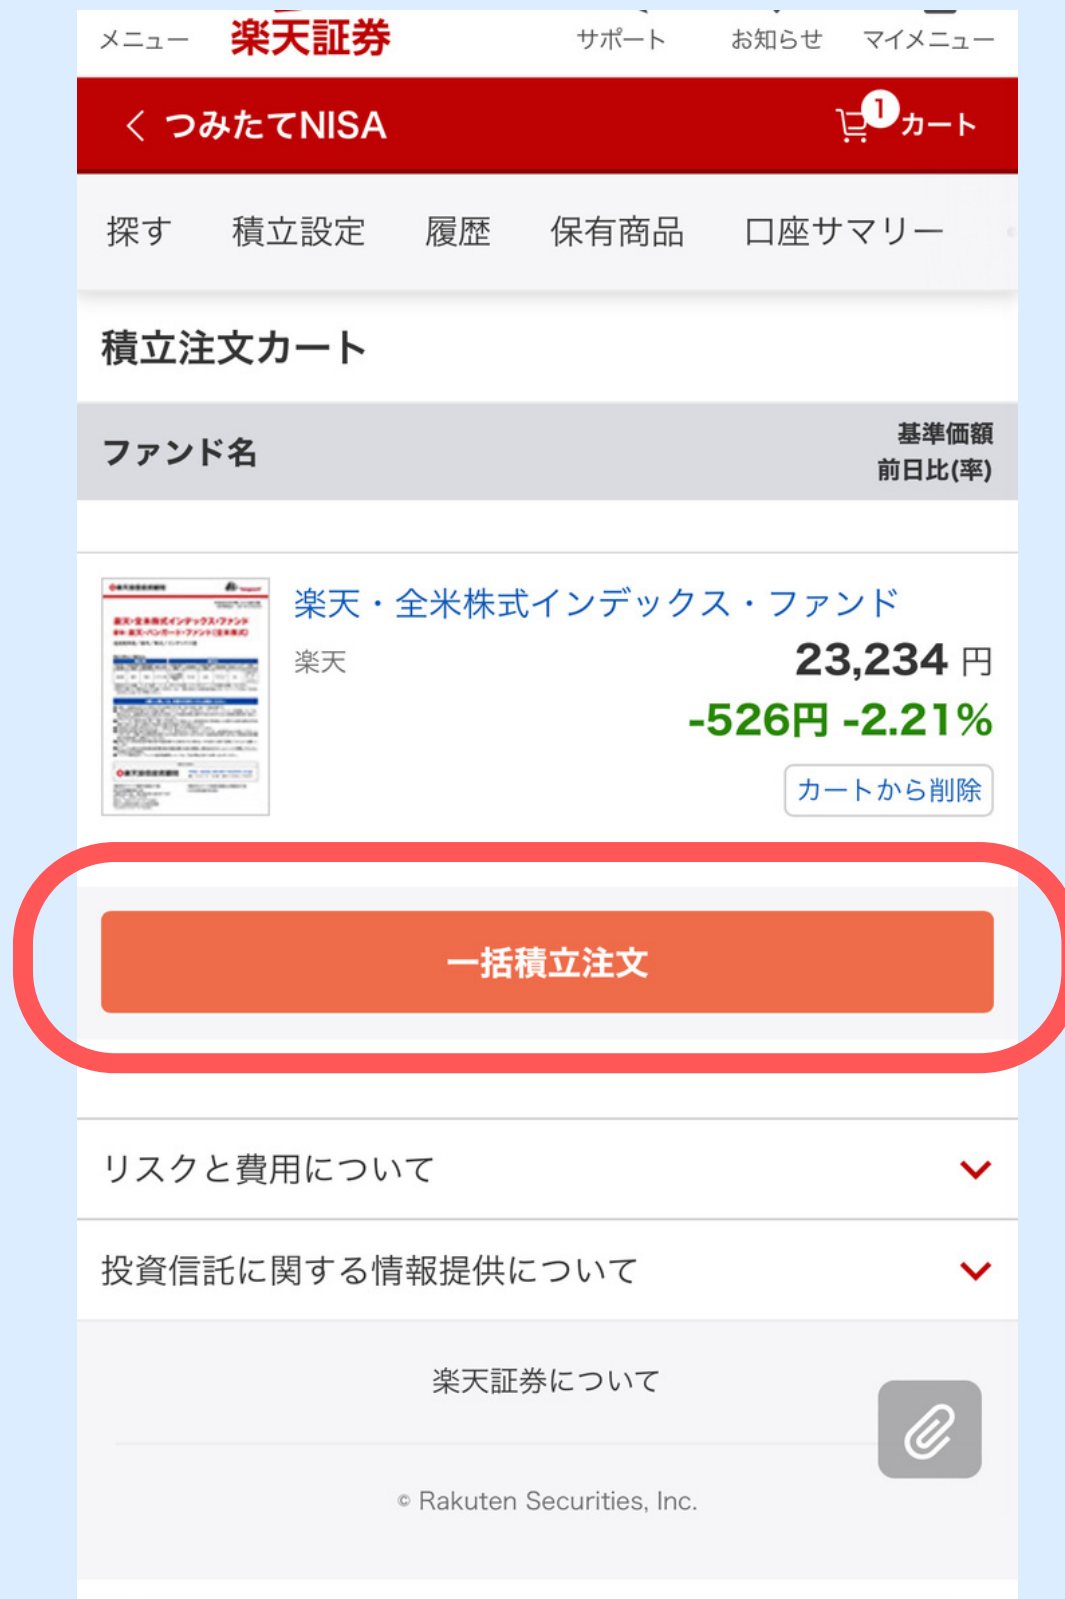 メニュー
楽天証券
サポート
お知らせ
マイメニュー
つみたてNISA
1
カート
探す
積立設定
履歴
保有商品
口座サマリー
積立注文カート
ファンド名
基準価額
前日比(率)
楽天・全米株式インデックス・ファンド
楽天
23,234 円
-526円 -2.21%
カートから削除
一括積立注文
リスクと費用について
投資信託に関する情報提供について
楽天証券について
© Rakuten Securities, Inc.